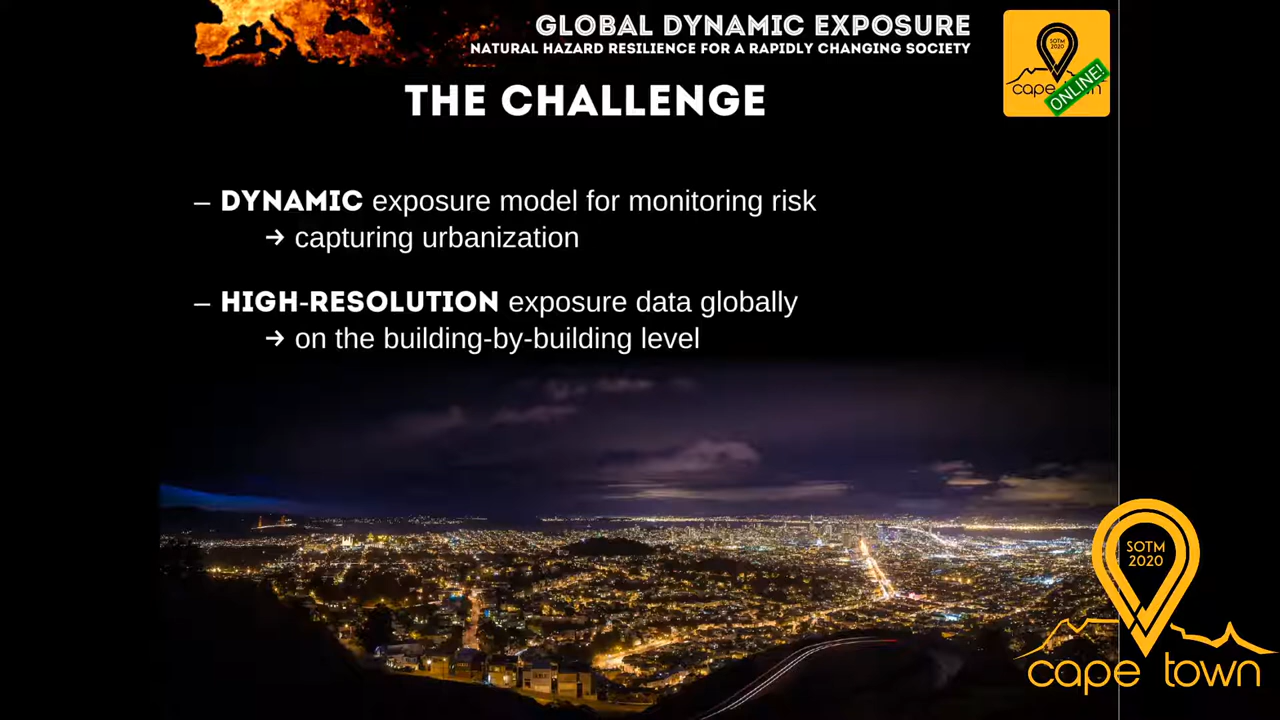 GLOBAL DYNAMIC EXPOSURE
NATURAL HAZARD RESILIENCE FOR A RAPIDLY CHANGING SOCIETY
SOTM
2020
cape town
ONLINE!
THE CHALLENGE
– DYNAMIC exposure model for monitoring risk
→ capturing urbanization
– HIGH-RESOLUTION exposure data globally
→ on the building-by-building level
SOTM
2020
cape town